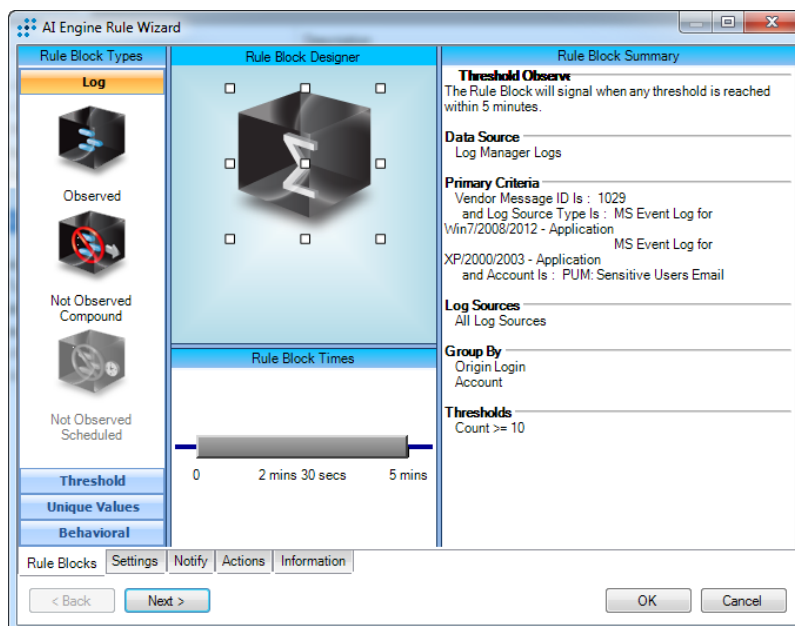 AI Engine Rule Wizard
Rule Block Types
Log
Observed
Not Observed
Compound
Not Observed
Scheduled
Threshold
Unique Values
Behavioral
Rule Block Designer
Rule Block Times
0 2 mins 30 secs 5 mins
Rule Block Summary
Threshold Observe
The Rule Block will signal when any threshold is reached
within 5 minutes.
Data Source
Log Manager Logs
Primary Criteria
Vendor Message ID Is : 1029
and Log Source Type Is : MS Event Log for
Win7/2008/2012 - Application
MS Event Log for
XP/2000/2003 - Application
and Account Is : PUM: Sensitive Users Email
Log Sources
All Log Sources
Group By
Origin Login
Account
Thresholds
Count >= 10
Rule Blocks Settings Notify Actions Information
< Back Next > OK Cancel